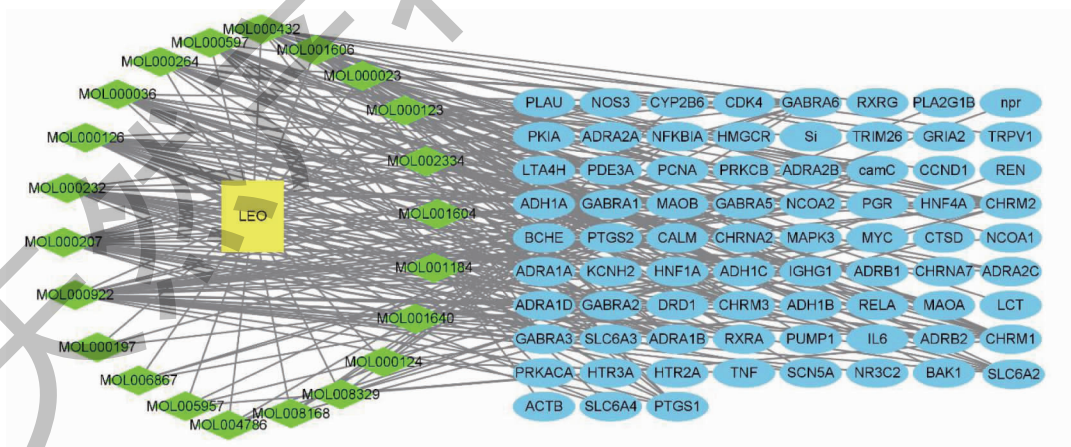 MOL000432
MOL000597
MOL001606
MOL000264
MOL000023
MOL000036
MOL000123
MOL000126
MOL002334
MOL000232
LEO
MOL001604
MOL000207
MOL001184
MOL000922
MOL001640
MOL000197
MOL000124
MOL006867
MOL008329
MOL005957
MOL008168
MOL004786
PLAU NOS3 CYP2B6 CDK4 GABRA6 RXRG PLA2G1B npr
PKIA ADRA2A NFKBIA HMGCR Si TRIM26 GRIA2 TRPV1
LTA4H PDE3A PCNA PRKCB ADRA2B camC CCND1 REN
ADH1A GABRA1 MAOB GABRA5 NCOA2 PGR HNF4A CHRM2
BCHE PTGS2 CALM CHRNA2 MAPK3 MYC CTSD NCOA1
ADRA1A KCNH2 HNF1A ADH1C IGHG1 ADRB1 CHRNA7 ADRA2C
ADRA1D GABRA2 DRD1 CHRM3 ADH1B RELA MAOA LCT
GABRA3 SLC6A3 ADRA1B RXRA PUMP1 IL6 ADRB2 CHRM1
PRKACA HTR3A HTR2A TNF SCN5A NR3C2 BAK1 SLC6A2
ACTB SLC6A4 PTGS1